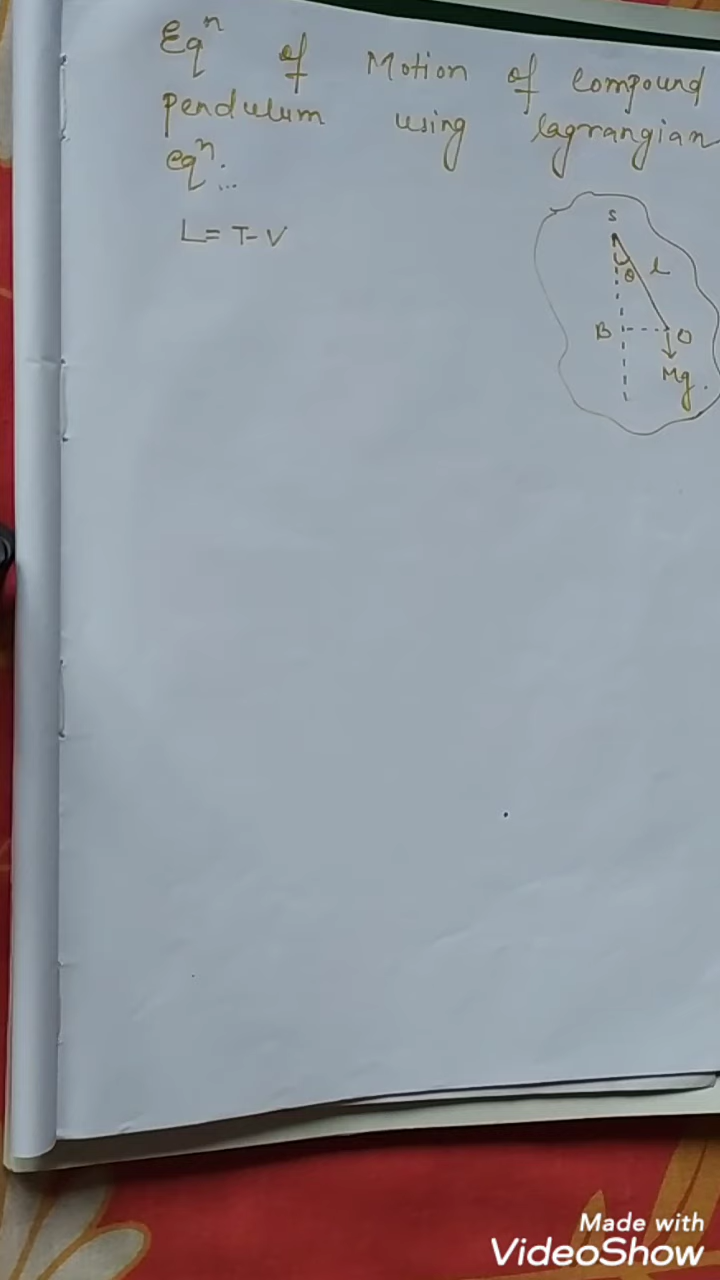 Eqⁿ of Motion of compound
pendulum using lagrangian
eqⁿ:...
L= T-V
S
θ
l
B
O
Mg.
Made with
VideoShow